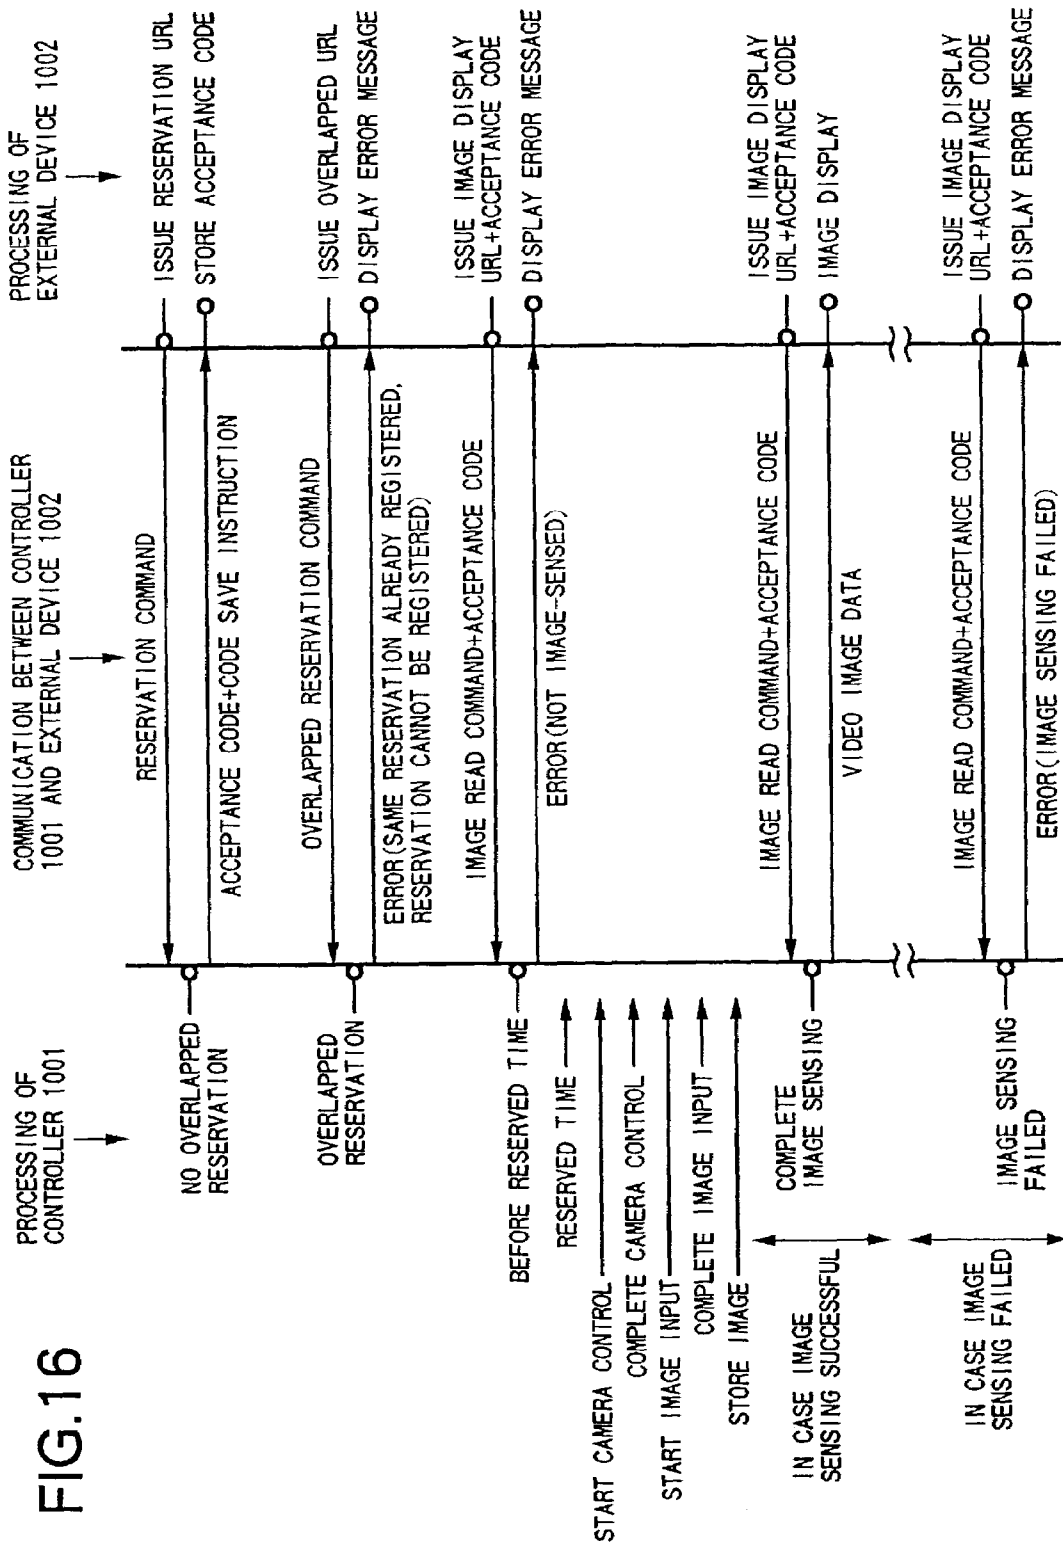 FIG.16
PROCESSING OF
CONTROLLER 1001
COMMUNICATION BETWEEN CONTROLLER
1001 AND EXTERNAL DEVICE 1002
PROCESSING OF
EXTERNAL DEVICE 1002
NO OVERLAPPED
RESERVATION
RESERVATION COMMAND
ISSUE RESERVATION URL
ACCEPTANCE CODE+CODE SAVE INSTRUCTION
STORE ACCEPTANCE CODE
OVERLAPPED
RESERVATION
OVERLAPPED RESERVATION COMMAND
ISSUE OVERLAPPED URL
ERROR(SAME RESERVATION ALREADY REGISTERED,
RESERVATION CANNOT BE REGISTERED)
DISPLAY ERROR MESSAGE
BEFORE RESERVED TIME
IMAGE READ COMMAND+ACCEPTANCE CODE
ISSUE IMAGE DISPLAY
URL+ACCEPTANCE CODE
ERROR(NOT IMAGE-SENSED)
DISPLAY ERROR MESSAGE
RESERVED TIME
START CAMERA CONTROL
COMPLETE CAMERA CONTROL
START IMAGE INPUT
COMPLETE IMAGE INPUT
STORE IMAGE
IN CASE IMAGE
SENSING SUCCESSFUL
COMPLETE
IMAGE SENSING
IMAGE READ COMMAND+ACCEPTANCE CODE
ISSUE IMAGE DISPLAY
URL+ACCEPTANCE CODE
VIDEO IMAGE DATA
IMAGE DISPLAY
IN CASE IMAGE
SENSING FAILED
IMAGE SENSING
FAILED
IMAGE READ COMMAND+ACCEPTANCE CODE
ISSUE IMAGE DISPLAY
URL+ACCEPTANCE CODE
ERROR(IMAGE SENSING FAILED)
DISPLAY ERROR MESSAGE